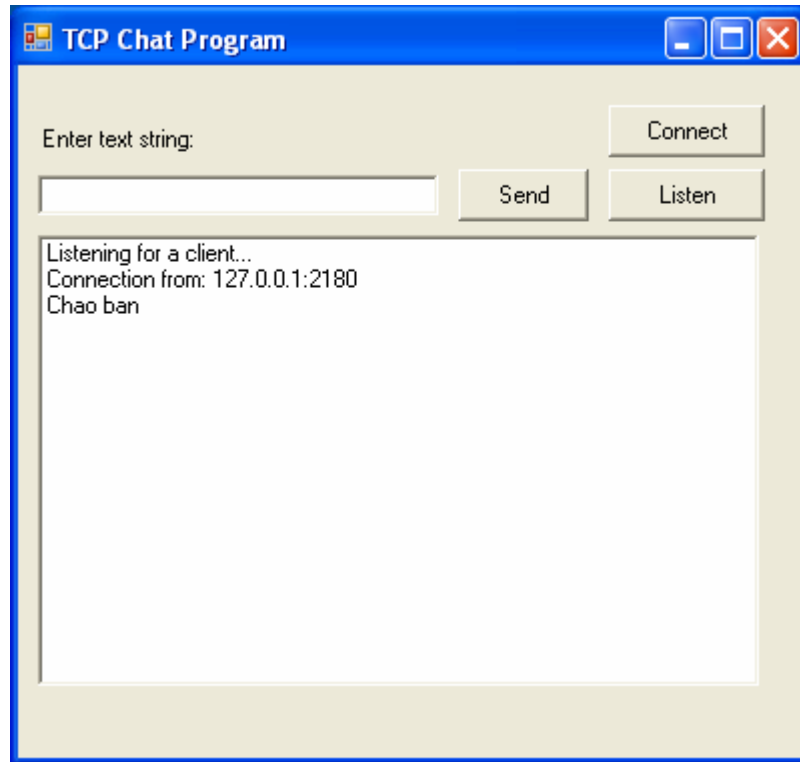 TCP Chat Program
Connect
Enter text string:
Send
Listen
Listening for a client...
Connection from: 127.0.0.1:2180
Chao ban